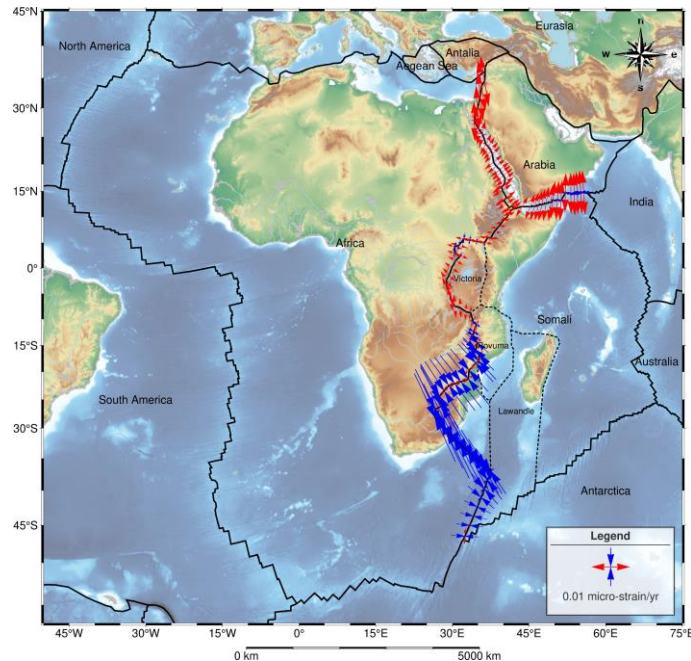 45°N
30°N
15°N
0°
15°S
30°S
45°S
North America
Eurasia
Antalia
Aegean Sea
n
w e
s
Arabia
India
Africa
Victoria
Somali
Rovuma
Australia
South America
Lawandle
Antarctica
Legend
0.01 micro-strain/yr
45°W 30°W 15°W 0° 15°E 30°E 45°E 60°E 75°E
0 km 5000 km